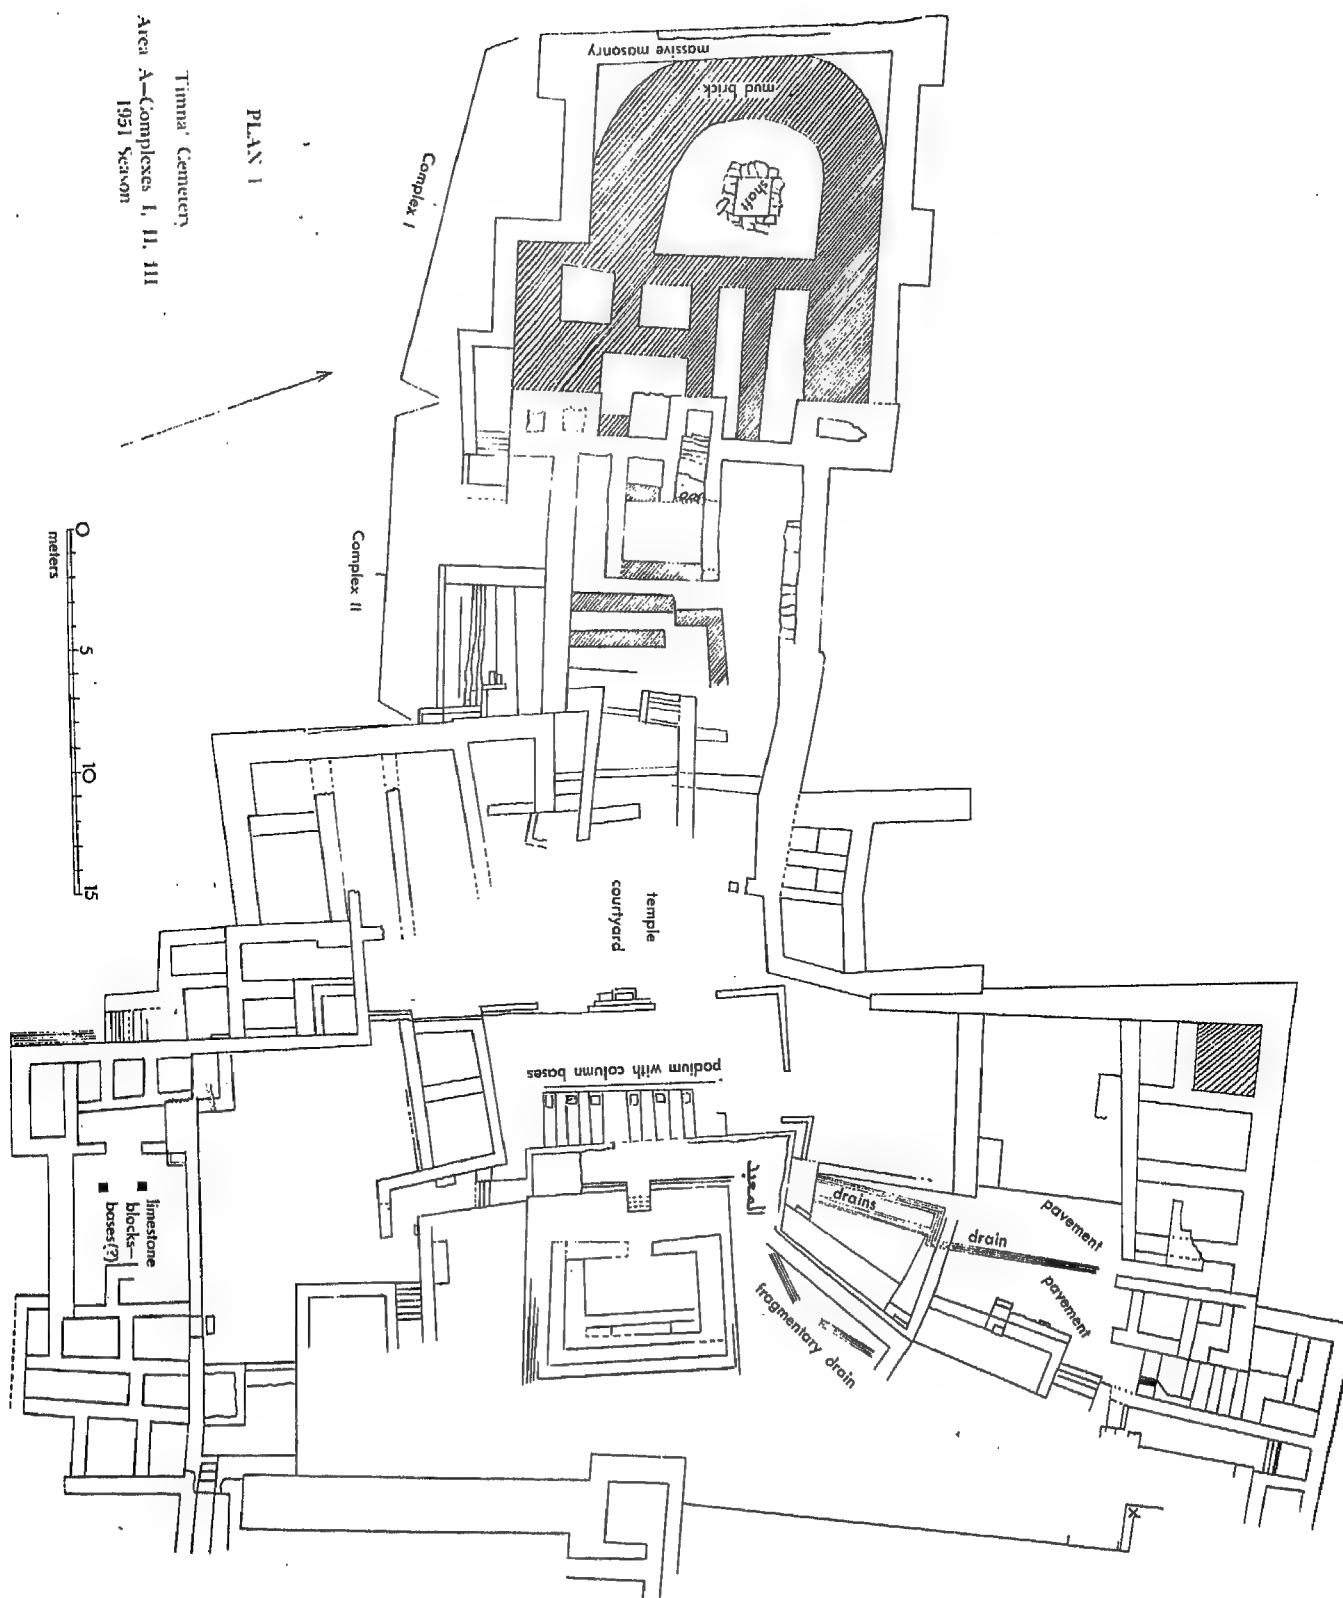 PLAN I
Timna' Cemetery
Area A—Complexes I, II, III
1951 Season
Complex I
Complex II
massive masonry
mud brick
shaft
0
5
10
15
meters
temple
courtyard
podium with column bases
limestone
blocks—
bases(?)
drains
drain
pavement
pavement
fragmentary drain
x